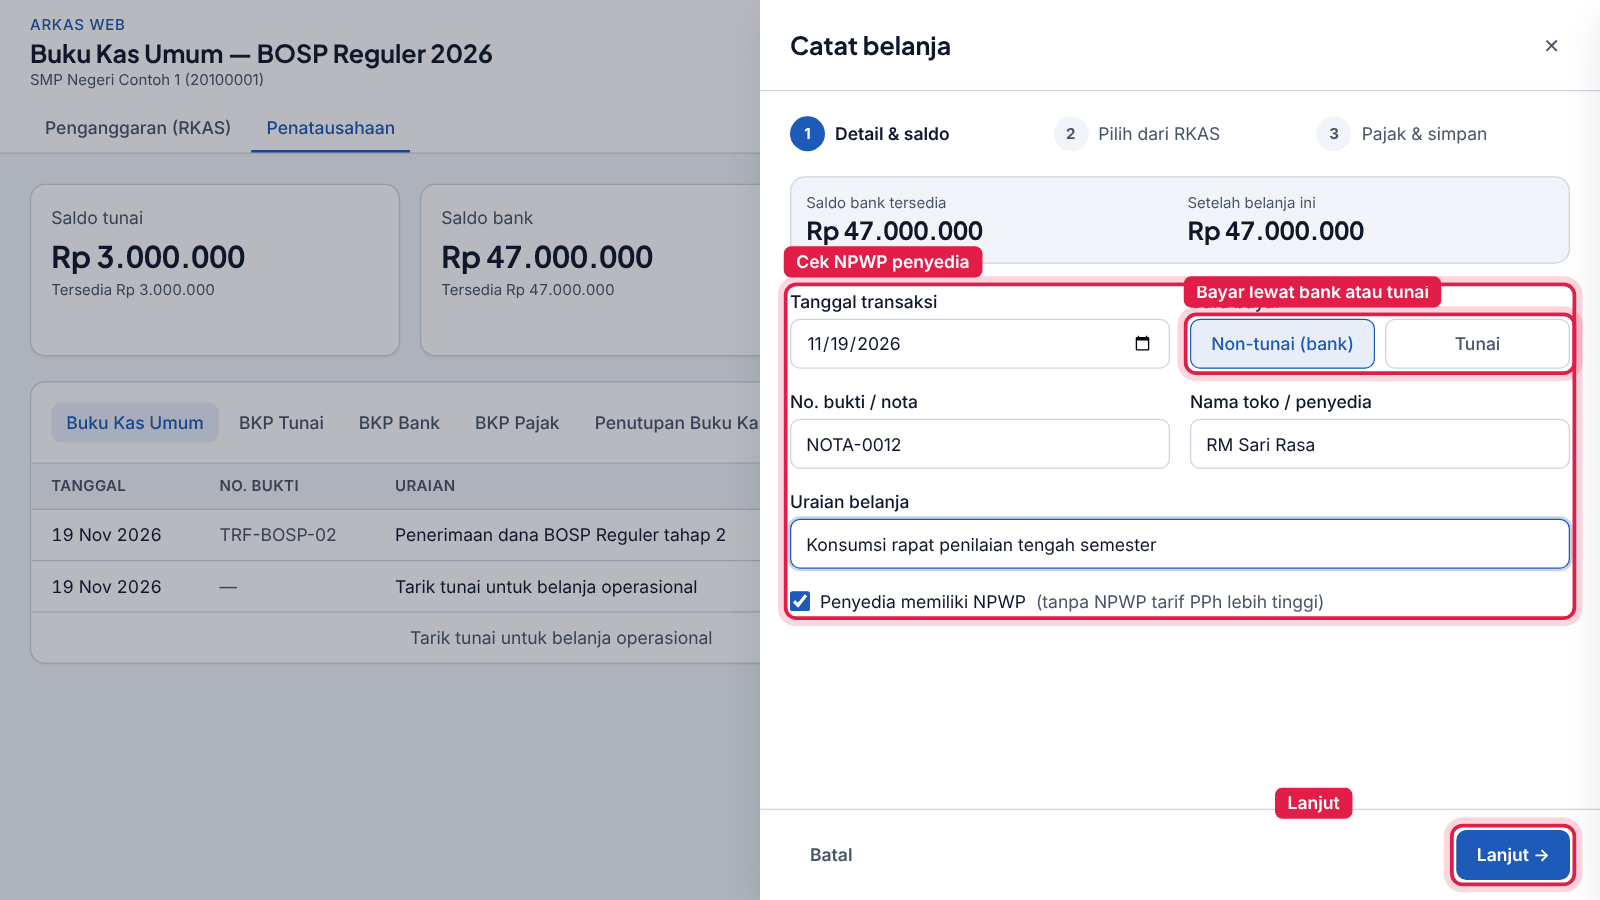 ARKAS WEB
Buku Kas Umum — BOSP Reguler 2026
SMP Negeri Contoh 1 (20100001)
Penganggaran (RKAS)
Penatausahaan
Saldo tunai
Rp 3.000.000
Tersedia Rp 3.000.000
Saldo bank
Rp 47.000.000
Tersedia Rp 47.000.000
Buku Kas Umum
BKP Tunai
BKP Bank
BKP Pajak
Penutupan Buku Ka
TANGGAL NO. BUKTI URAIAN
19 Nov 2026 TRF-BOSP-02 Penerimaan dana BOSP Reguler tahap 2
19 Nov 2026 — Tarik tunai untuk belanja operasional
Tarik tunai untuk belanja operasional
Catat belanja
×
1 Detail & saldo
2 Pilih dari RKAS
3 Pajak & simpan
Saldo bank tersedia
Rp 47.000.000
Setelah belanja ini
Rp 47.000.000
Cek NPWP penyedia
Tanggal transaksi
11/19/2026
Bayar lewat bank atau tunai
Non-tunai (bank)
Tunai
No. bukti / nota
NOTA-0012
Nama toko / penyedia
RM Sari Rasa
Uraian belanja
Konsumsi rapat penilaian tengah semester
Penyedia memiliki NPWP (tanpa NPWP tarif PPh lebih tinggi)
Lanjut
Batal
Lanjut →